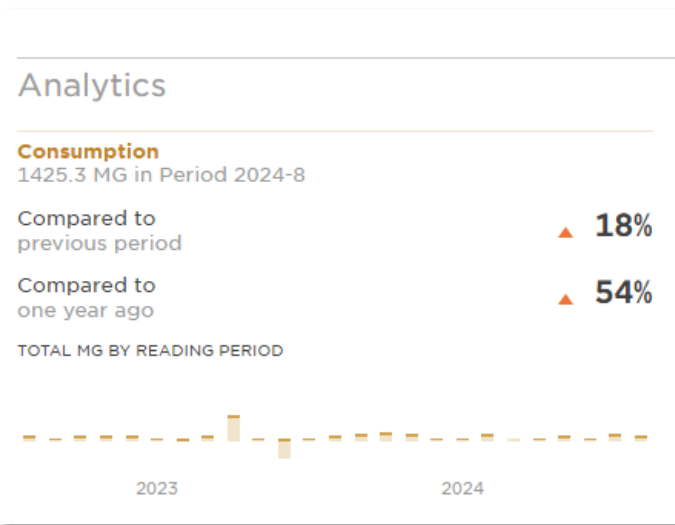 Analytics
Consumption
1425.3 MG in Period 2024-8
Compared to
previous period
18%
Compared to
one year ago
54%
TOTAL MG BY READING PERIOD
2023
2024